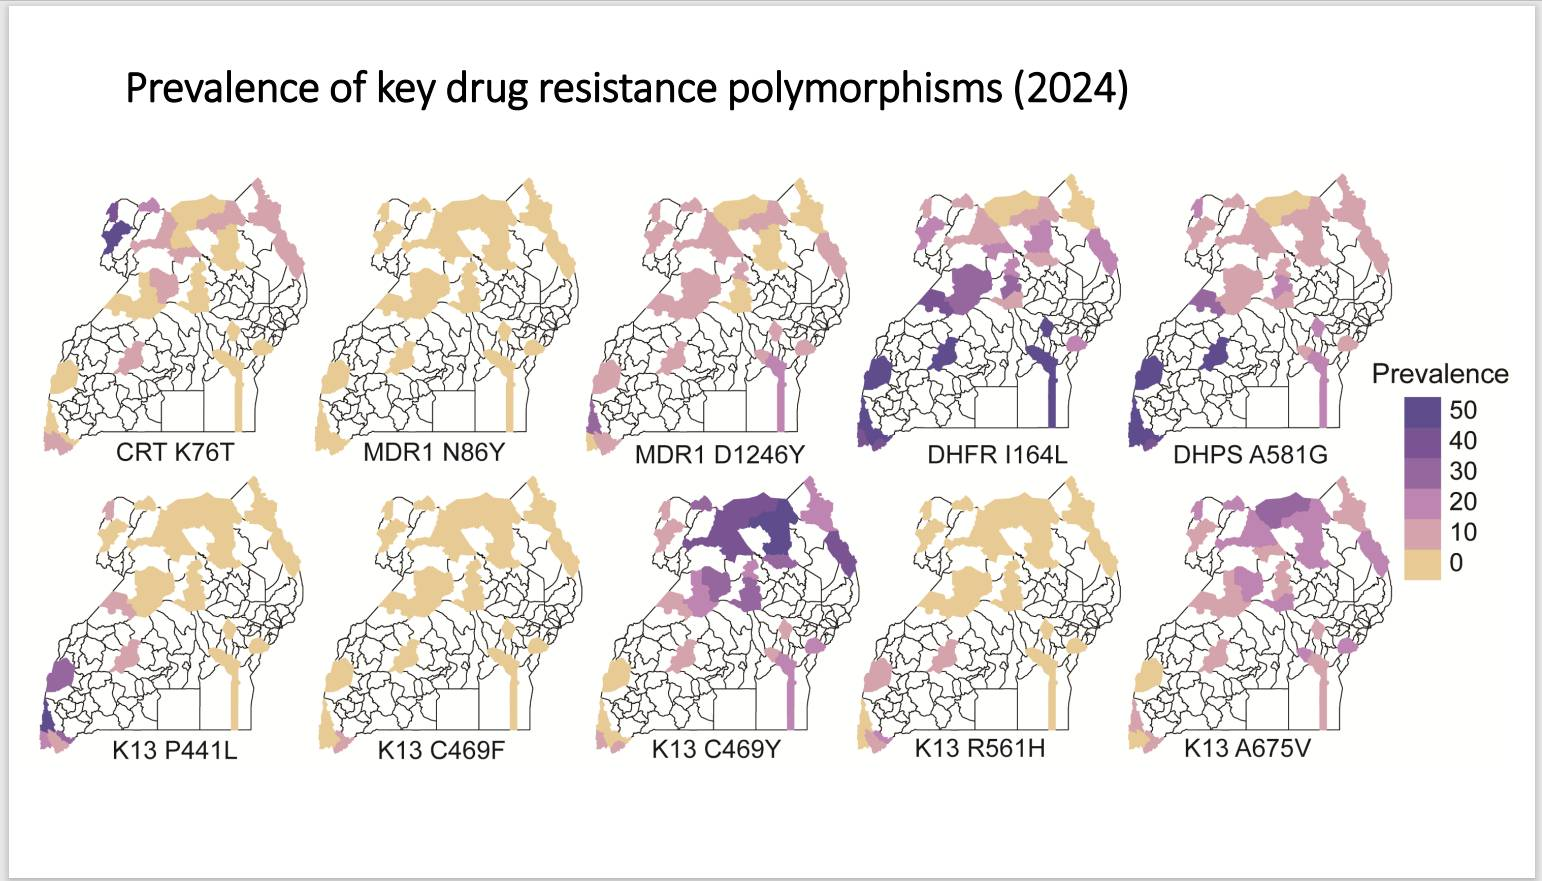 Prevalence of key drug resistance polymorphisms (2024)
CRT K76T
MDR1 N86Y
MDR1 D1246Y
DHFR I164L
DHPS A581G
Prevalence
50
40
30
20
10
0
K13 P441L
K13 C469F
K13 C469Y
K13 R561H
K13 A675V